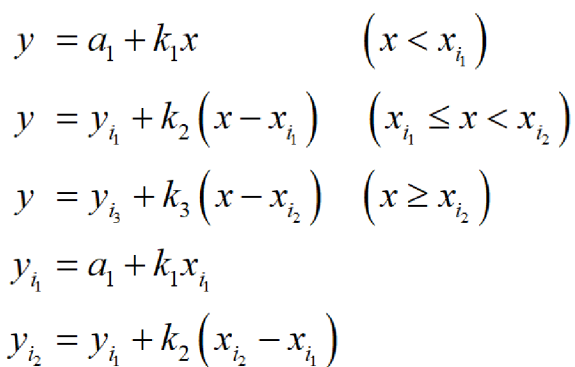 y = a₁ + k₁x (x < x_{i₁})
y = y_{i₁} + k₂(x − x_{i₁}) (x_{i₁} ≤ x < x_{i₂})
y = y_{i₃} + k₃(x − x_{i₂}) (x ≥ x_{i₂})
y_{i₁} = a₁ + k₁x_{i₁}
y_{i₂} = y_{i₁} + k₂(x_{i₂} − x_{i₁})